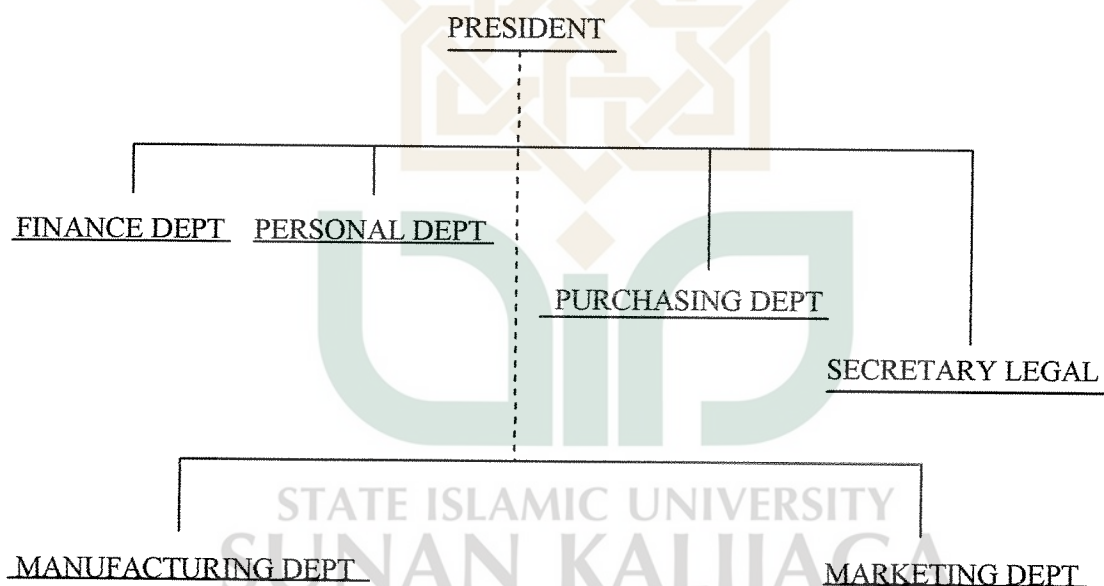 PRESIDENT
FINANCE DEPT
PERSONAL DEPT
PURCHASING DEPT
SECRETARY LEGAL
STATE ISLAMIC UNIVERSITY
SUNAN KALIJAGA
MANUFACTURING DEPT
MARKETING DEPT